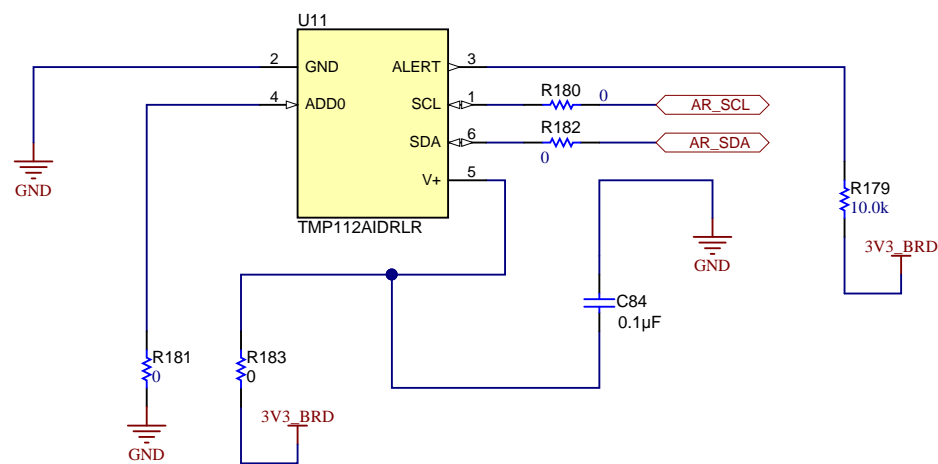 U11
2 GND ALERT 3
4 ADD0 SCL 1 R180 0 AR_SCL
SDA 6 R182 0 AR_SDA
V+ 5
TMP112AIDRLR
GND
R179
10.0k
GND
3V3_BRD
C84
0.1µF
R181
0
R183
0
3V3_BRD
GND